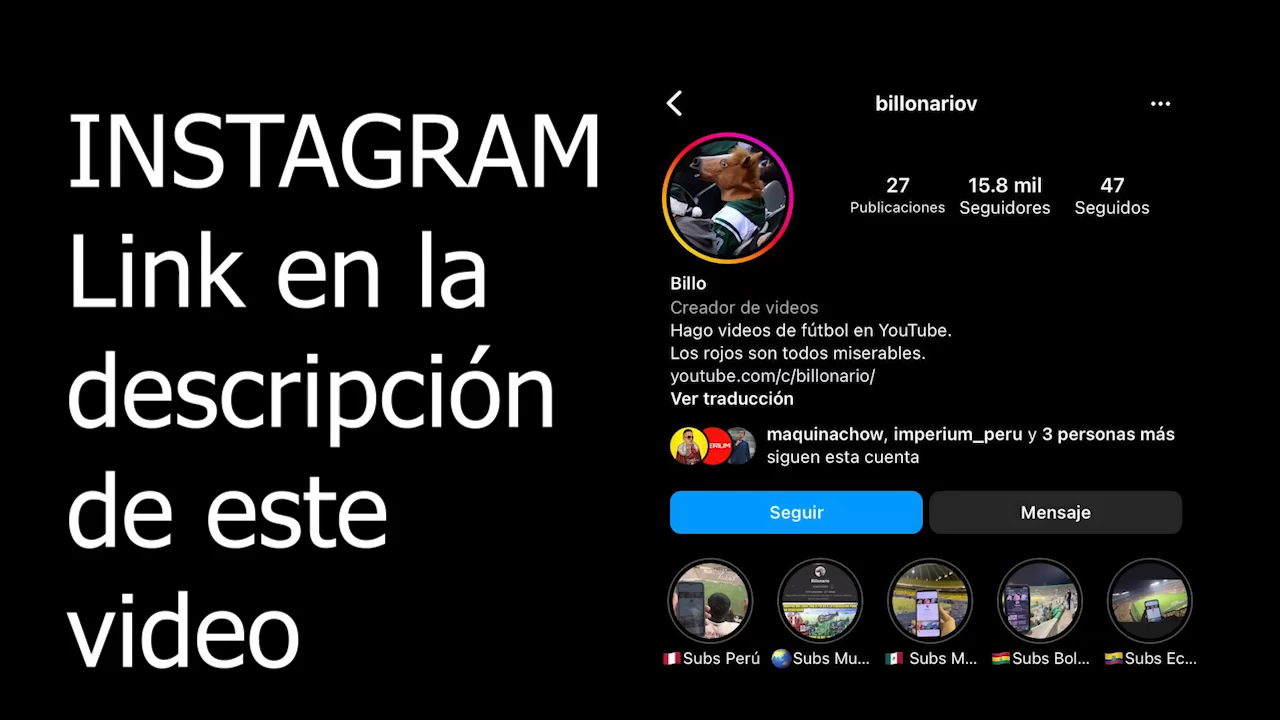 INSTAGRAM
Link en la
descripción
de este
video
billonariov
27
15.8 mil
47
Publicaciones
Seguidores
Seguidos
Billo
Creador de videos
Hago videos de fútbol en YouTube.
Los rojos son todos miserables.
youtube.com/c/billonario/
Ver traducción
maquinachow, imperium_peru y 3 personas más
siguen esta cuenta
Seguir
Mensaje
Subs Perú
Subs Mu...
Subs M...
Subs Bol...
Subs Ec...